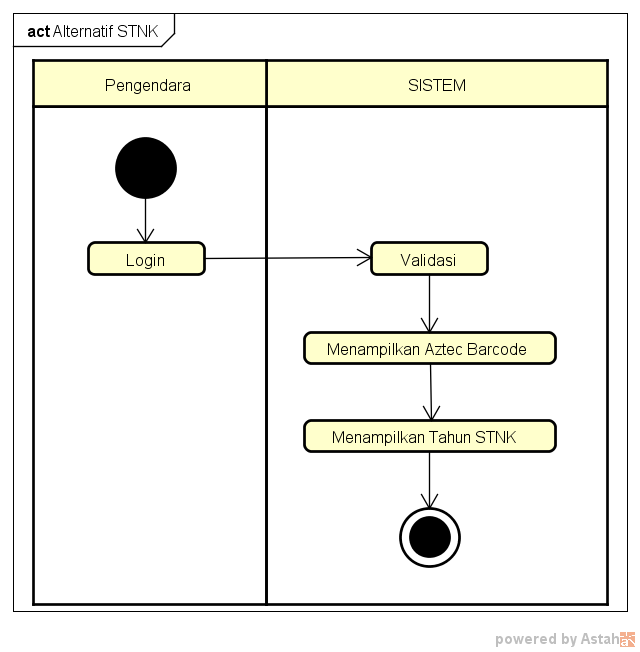 act Alternatif STNK
Pengendara
SISTEM
Login
Validasi
Menampilkan Aztec Barcode
Menampilkan Tahun STNK
powered by Astah